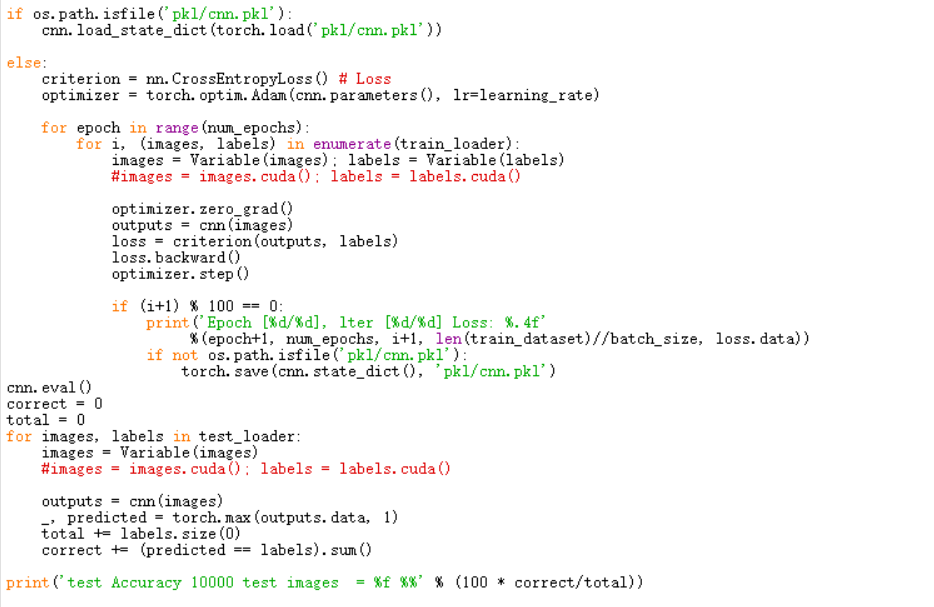 if os.path.isfile('pkl/cnn.pkl'):
    cnn.load_state_dict(torch.load('pkl/cnn.pkl'))

else:
    criterion = nn.CrossEntropyLoss() # Loss
    optimizer = torch.optim.Adam(cnn.parameters(), lr=learning_rate)

    for epoch in range(num_epochs):
        for i, (images, labels) in enumerate(train_loader):
            images = Variable(images); labels = Variable(labels)
            #images = images.cuda(); labels = labels.cuda()

            optimizer.zero_grad()
            outputs = cnn(images)
            loss = criterion(outputs, labels)
            loss.backward()
            optimizer.step()

            if (i+1) % 100 == 0:
                print('Epoch [%d/%d], lter [%d/%d] Loss: %.4f'
                     %(epoch+1, num_epochs, i+1, len(train_dataset)//batch_size, loss.data))
                if not os.path.isfile('pkl/cnn.pkl'):
                    torch.save(cnn.state_dict(), 'pkl/cnn.pkl')
cnn.eval()
correct = 0
total = 0
for images, labels in test_loader:
    images = Variable(images)
    #images = images.cuda(); labels = labels.cuda()

    outputs = cnn(images)
    _, predicted = torch.max(outputs.data, 1)
    total += labels.size(0)
    correct += (predicted == labels).sum()

print('test Accuracy 10000 test images  = %f %%' % (100 * correct/total))